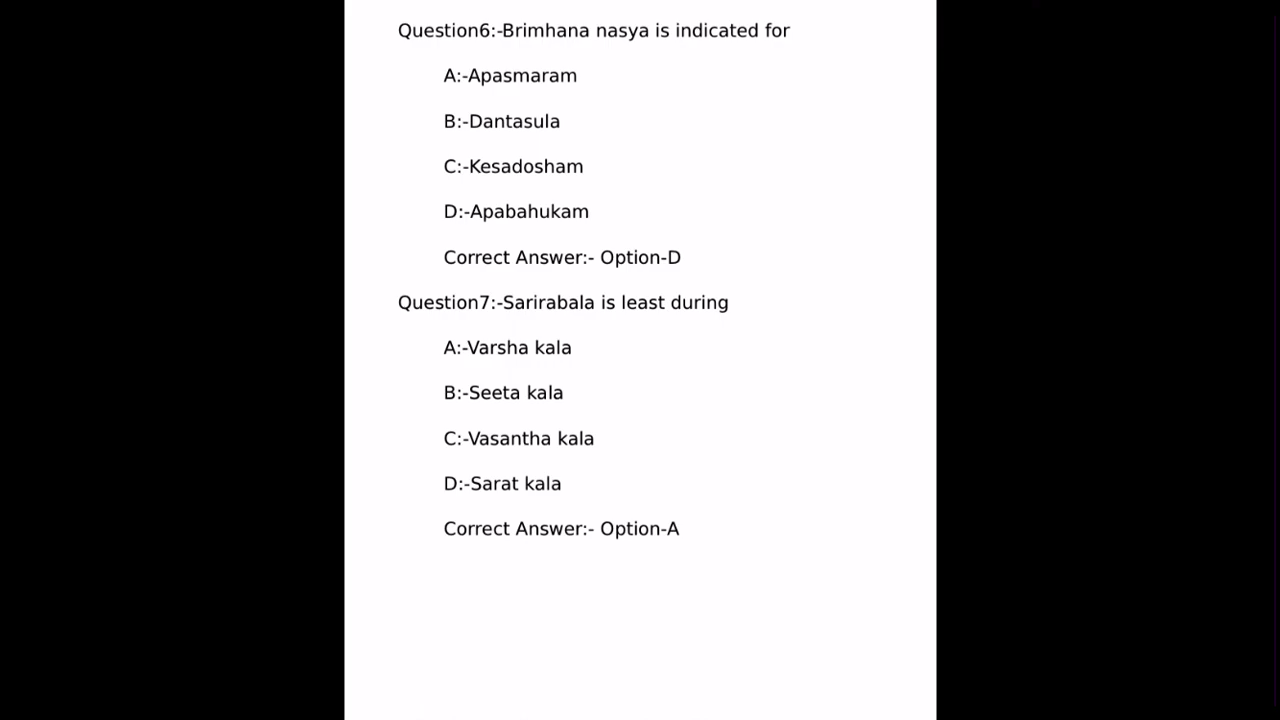 Question6:-Brimhana nasya is indicated for
A:-Apasmaram
B:-Dantasula
C:-Kesadosham
D:-Apabahukam
Correct Answer:- Option-D
Question7:-Sarirabala is least during
A:-Varsha kala
B:-Seeta kala
C:-Vasantha kala
D:-Sarat kala
Correct Answer:- Option-A